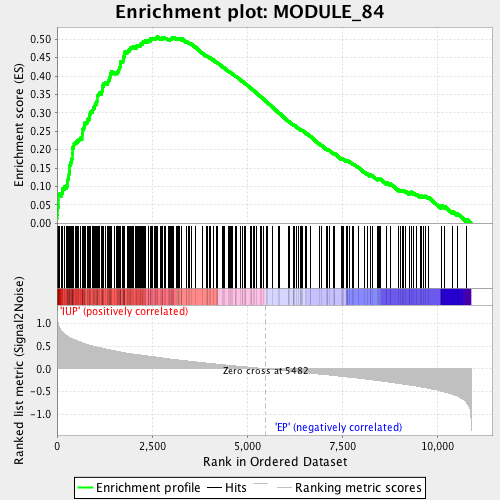 Enrichment plot: MODULE_84
Enrichment score (ES)
0.50
0.45
0.40
0.35
0.30
0.25
0.20
0.15
0.10
0.05
0.00
Ranked list metric (Signal2Noise)
1.0
0.5
0.0
-0.5
-1.0
'IUP' (positively correlated)
Zero cross at 5482
'EP' (negatively correlated)
0
2,500
5,000
7,500
10,000
Rank in Ordered Dataset
Enrichment profile
Hits
Ranking metric scores